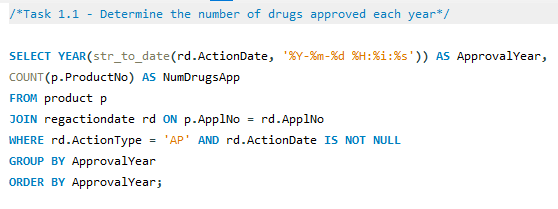 /*Task 1.1 - Determine the number of drugs approved each year*/
SELECT YEAR(str_to_date(rd.ActionDate, '%Y-%m-%d %H:%i:%s')) AS ApprovalYear,
COUNT(p.ProductNo) AS NumDrugsApp
FROM product p
JOIN regactiondate rd ON p.ApplNo = rd.ApplNo
WHERE rd.ActionType = 'AP' AND rd.ActionDate IS NOT NULL
GROUP BY ApprovalYear
ORDER BY ApprovalYear;